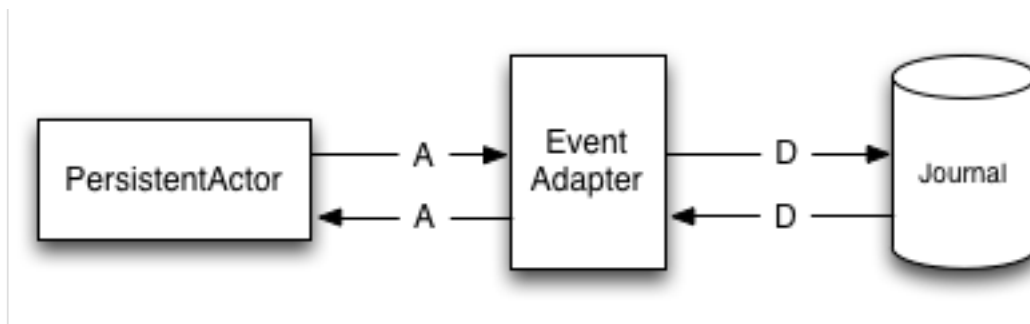 PersistentActor
A
A
Event
Adapter
D
D
Journal